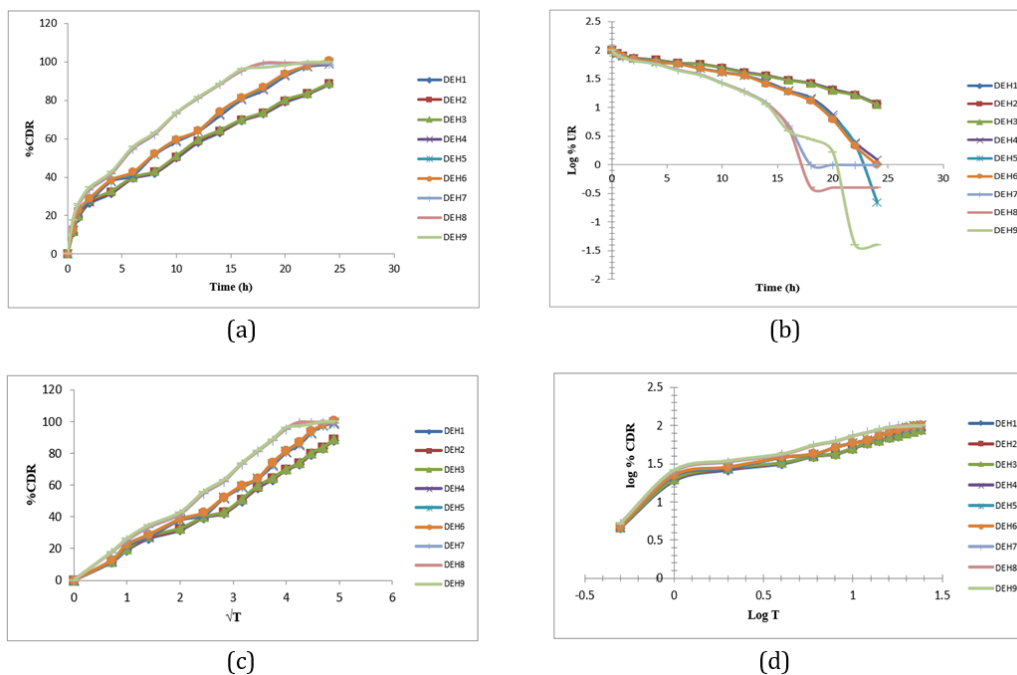 120
100
80
60
40
20
0
%CDR
0 5 10 15 20 25 30
Time (h)
DEH1
DEH2
DEH3
DEH4
DEH5
DEH6
DEH7
DEH8
DEH9
(a)
2.5
2
1.5
1
0.5
0
-0.5
-1
-1.5
-2
Log % UR
0 5 10 15 20 25 30
Time (h)
DEH1
DEH2
DEH3
DEH4
DEH5
DEH6
DEH7
DEH8
DEH9
(b)
120
100
80
60
40
20
0
%CDR
0 1 2 3 4 5 6
√T
DEH1
DEH2
DEH3
DEH4
DEH5
DEH6
DEH7
DEH8
DEH9
(c)
2.5
2
1.5
1
0.5
0
log % CDR
-0.5 0 0.5 1 1.5
Log T
DEH1
DEH2
DEH3
DEH4
DEH5
DEH6
DEH7
DEH8
DEH9
(d)